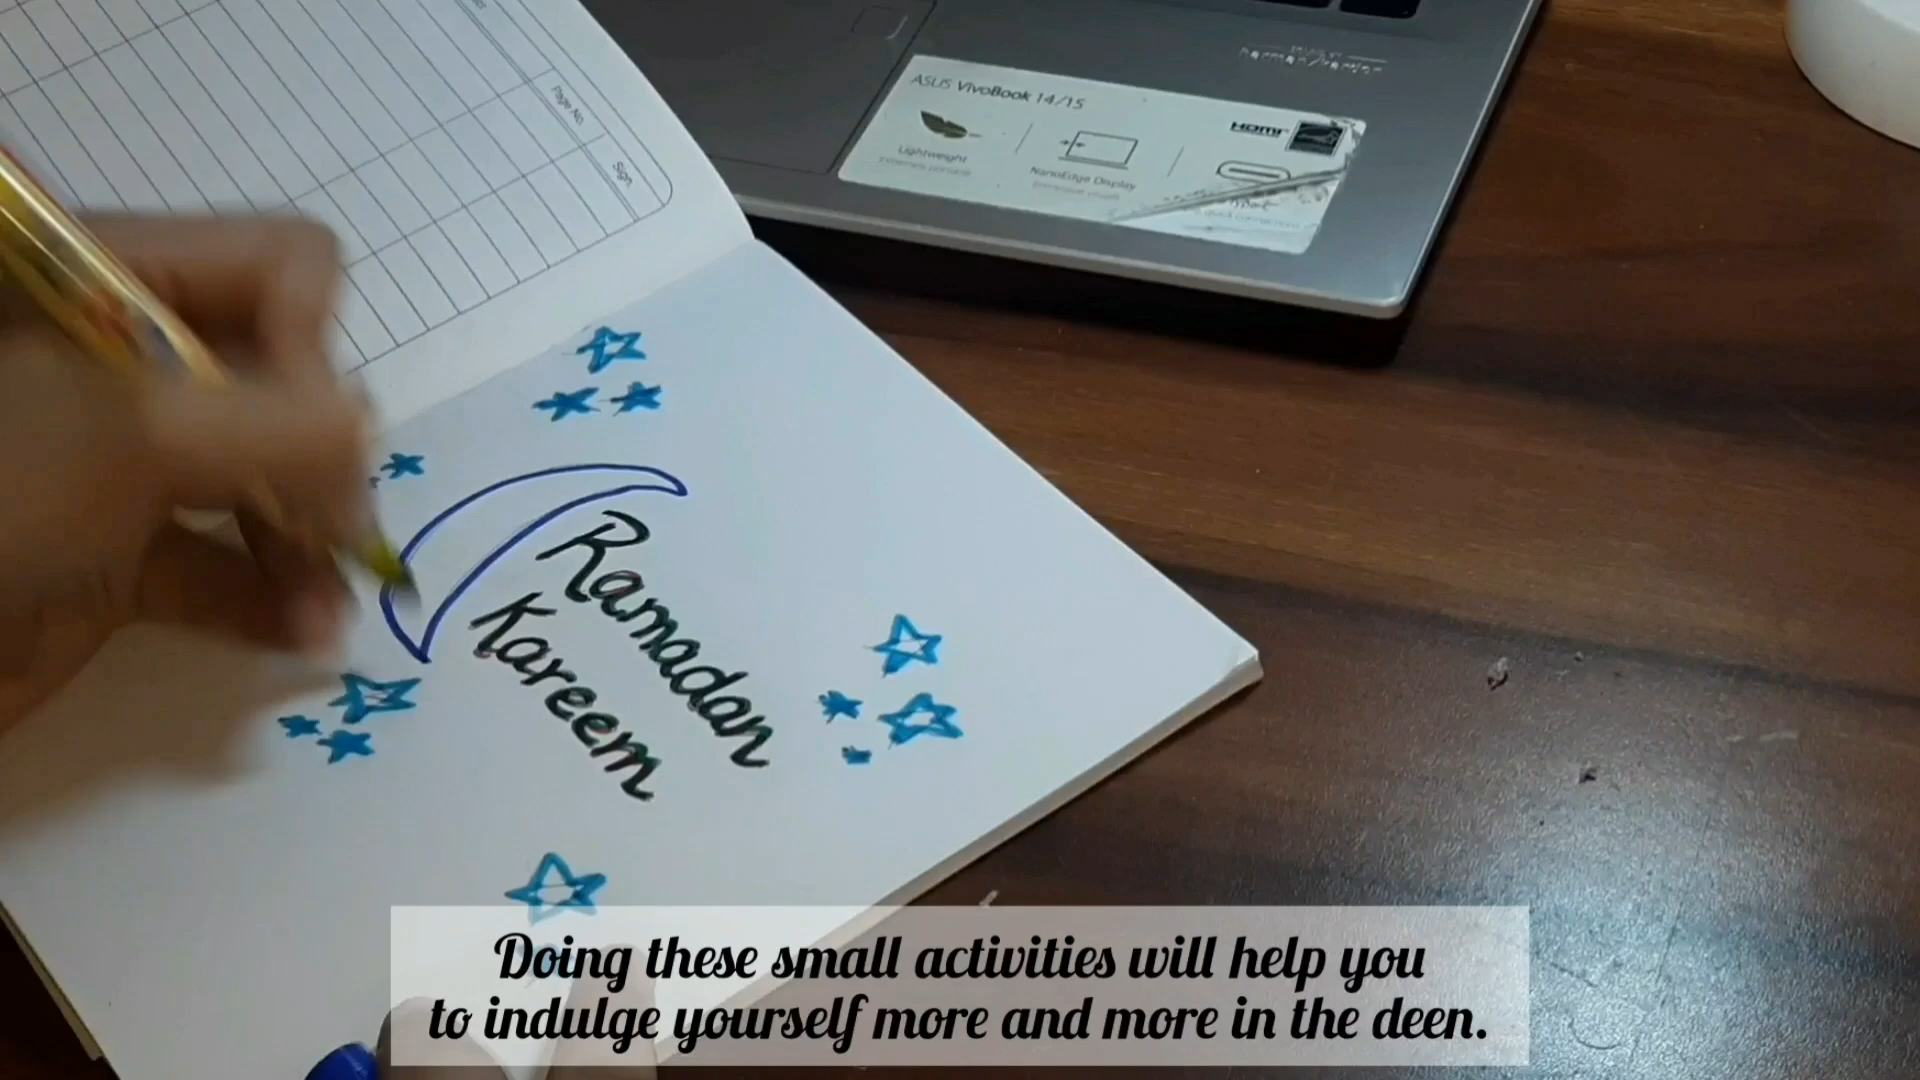 Page No.
Sign.
ASUS VivoBook 14/15
HDMI
Lightweight
NanoEdge Display
Ramadan
Kareem
Doing these small activities will help you
to indulge yourself more and more in the deen.